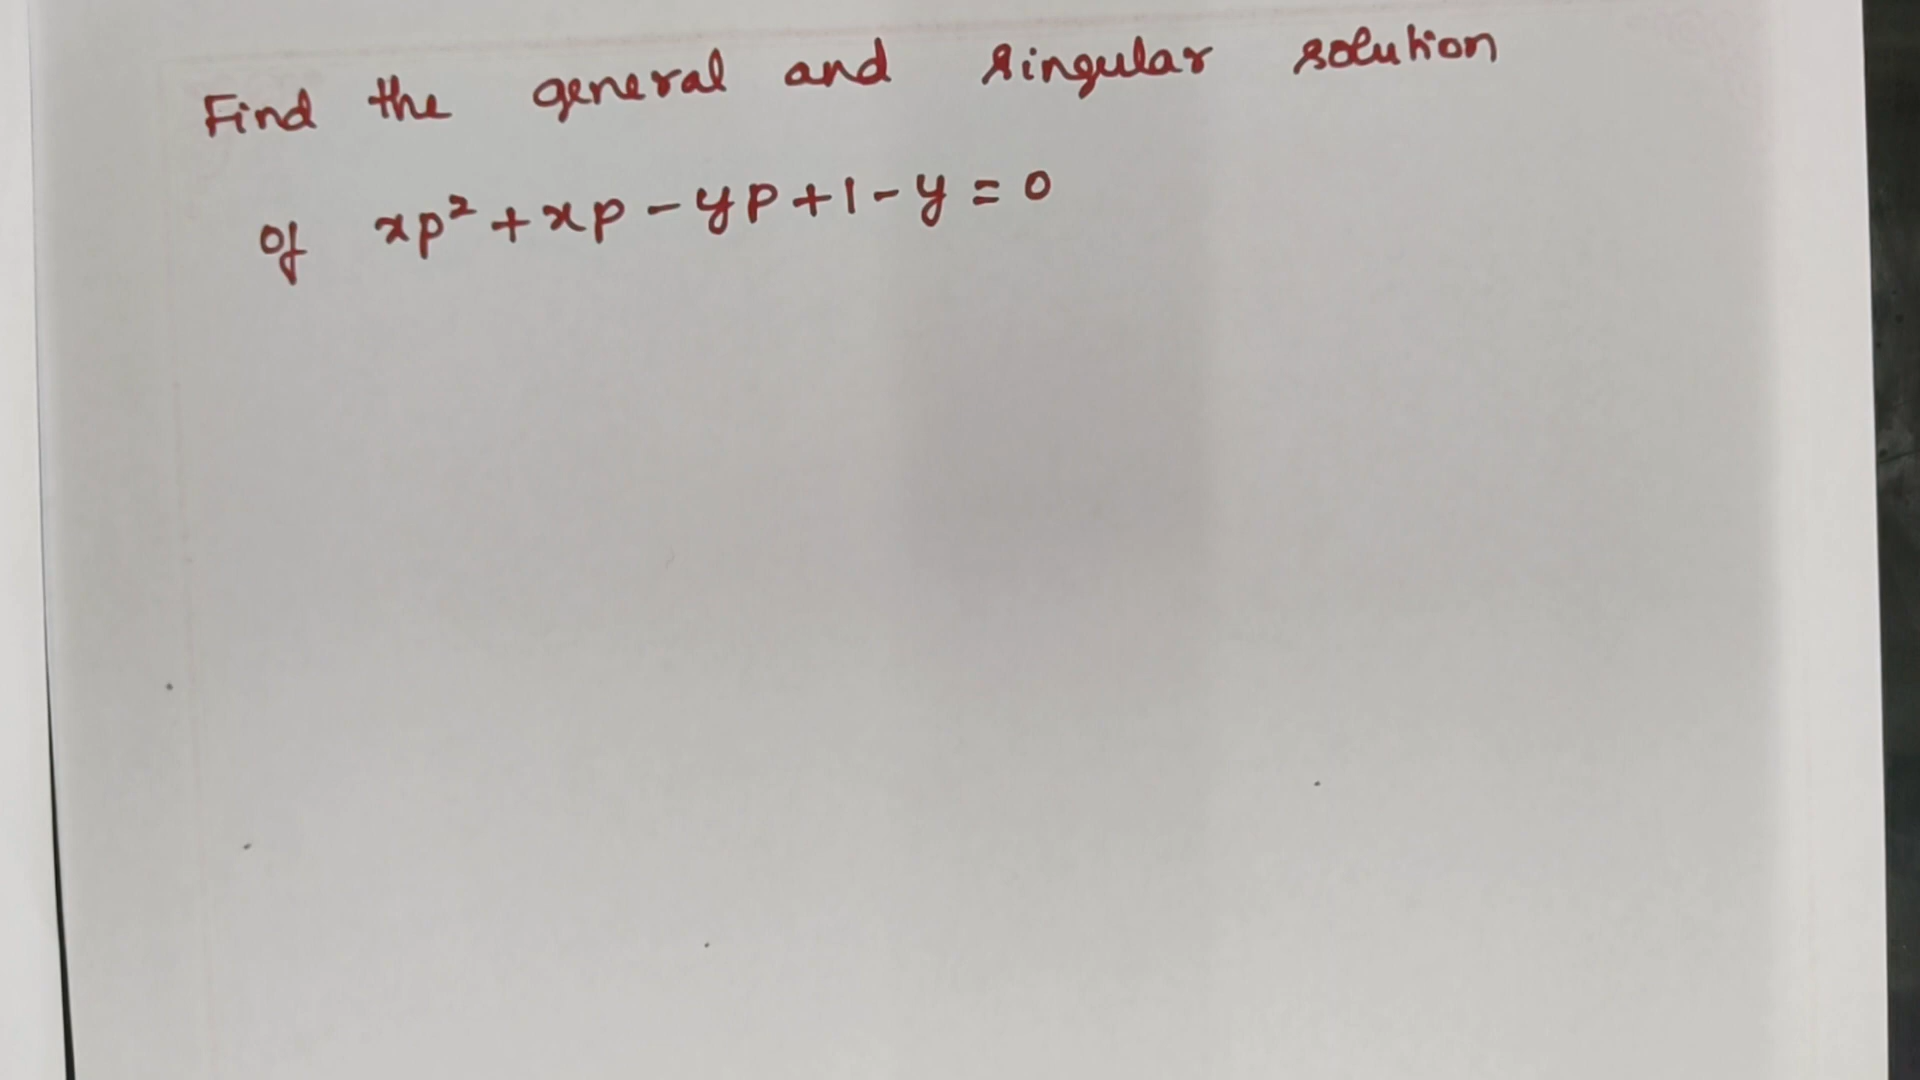 Find the general and singular solution
of xp² + xp - yp + 1 - y = 0